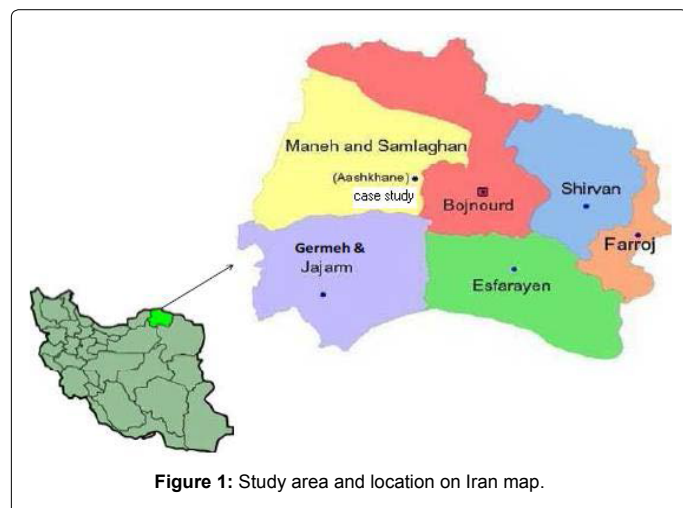 Maneh and Samlaghan
(Aashkhane)
case study
Bojnourd
Shirvan
Farroj
Germeh &
Jajarm
Esfarayen
Figure 1: Study area and location on Iran map.